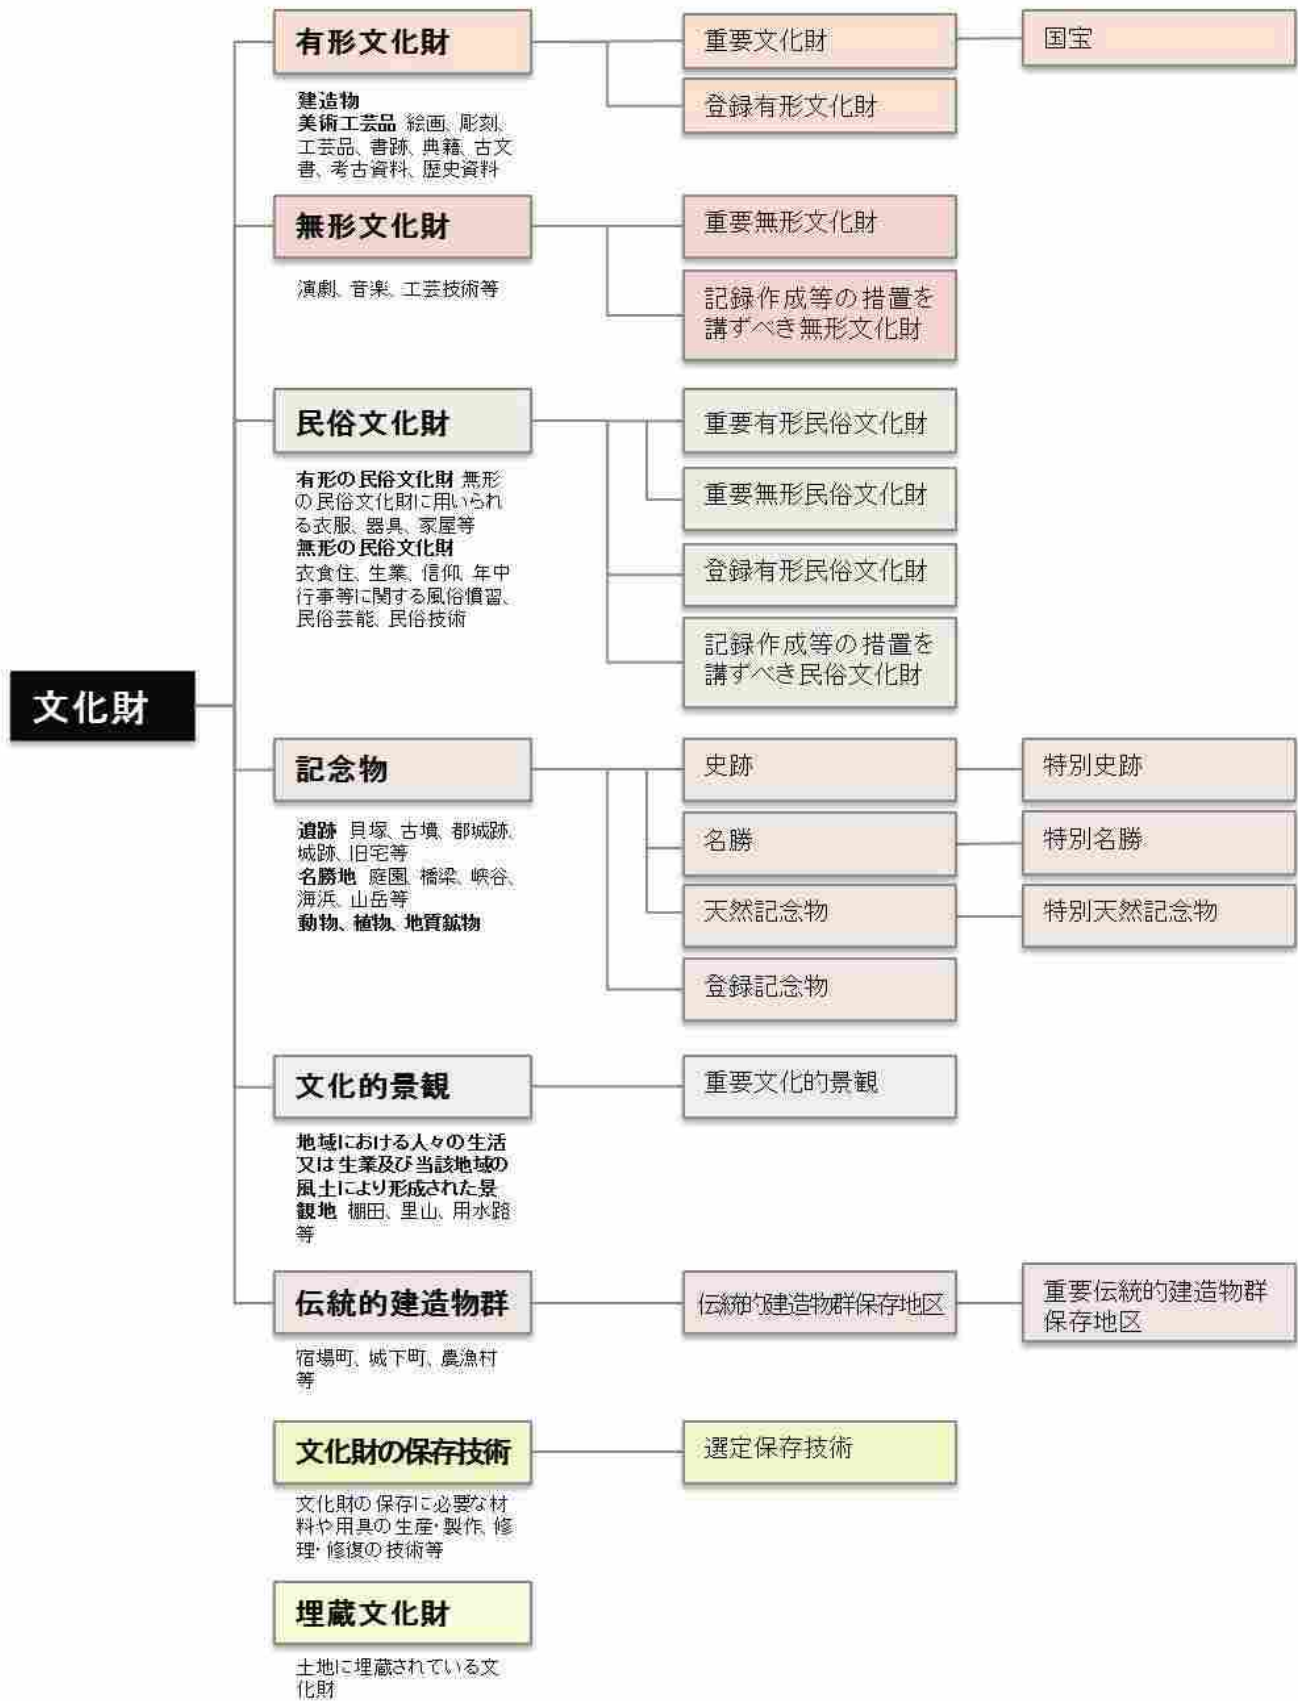 有形文化財
重要文化財
国宝
登録有形文化財
建造物
美術工芸品 絵画、彫刻、
工芸品、書跡、典籍、古文
書、考古資料、歴史資料
無形文化財
重要無形文化財
演劇、音楽、工芸技術等
記録作成等の措置を
講ずべき無形文化財
民俗文化財
重要有形民俗文化財
有形の民俗文化財 無形
の民俗文化財に用いられ
る衣服、器具、家屋等
無形の民俗文化財
衣食住、生業、信仰、年中
行事等に関する風俗慣習、
民俗芸能、民俗技術
重要無形民俗文化財
登録有形民俗文化財
記録作成等の措置を
講ずべき民俗文化財
文化財
記念物
史跡
特別史跡
遺跡 貝塚、古墳、都城跡、
城跡、旧宅等
名勝地 庭園、橋梁、峡谷、
海浜、山岳等
動物、植物、地質鉱物
名勝
特別名勝
天然記念物
特別天然記念物
登録記念物
文化的景観
重要文化的景観
地域における人々の生活
又は生業及び当該地域の
風土により形成された景
観地 棚田、里山、用水路
等
伝統的建造物群
伝統的建造物群保存地区
重要伝統的建造物群
保存地区
宿場町、城下町、農漁村
等
文化財の保存技術
選定保存技術
文化財の保存に必要な材
料や用具の生産・製作、修
理・修復の技術等
埋蔵文化財
土地に埋蔵されている文
化財